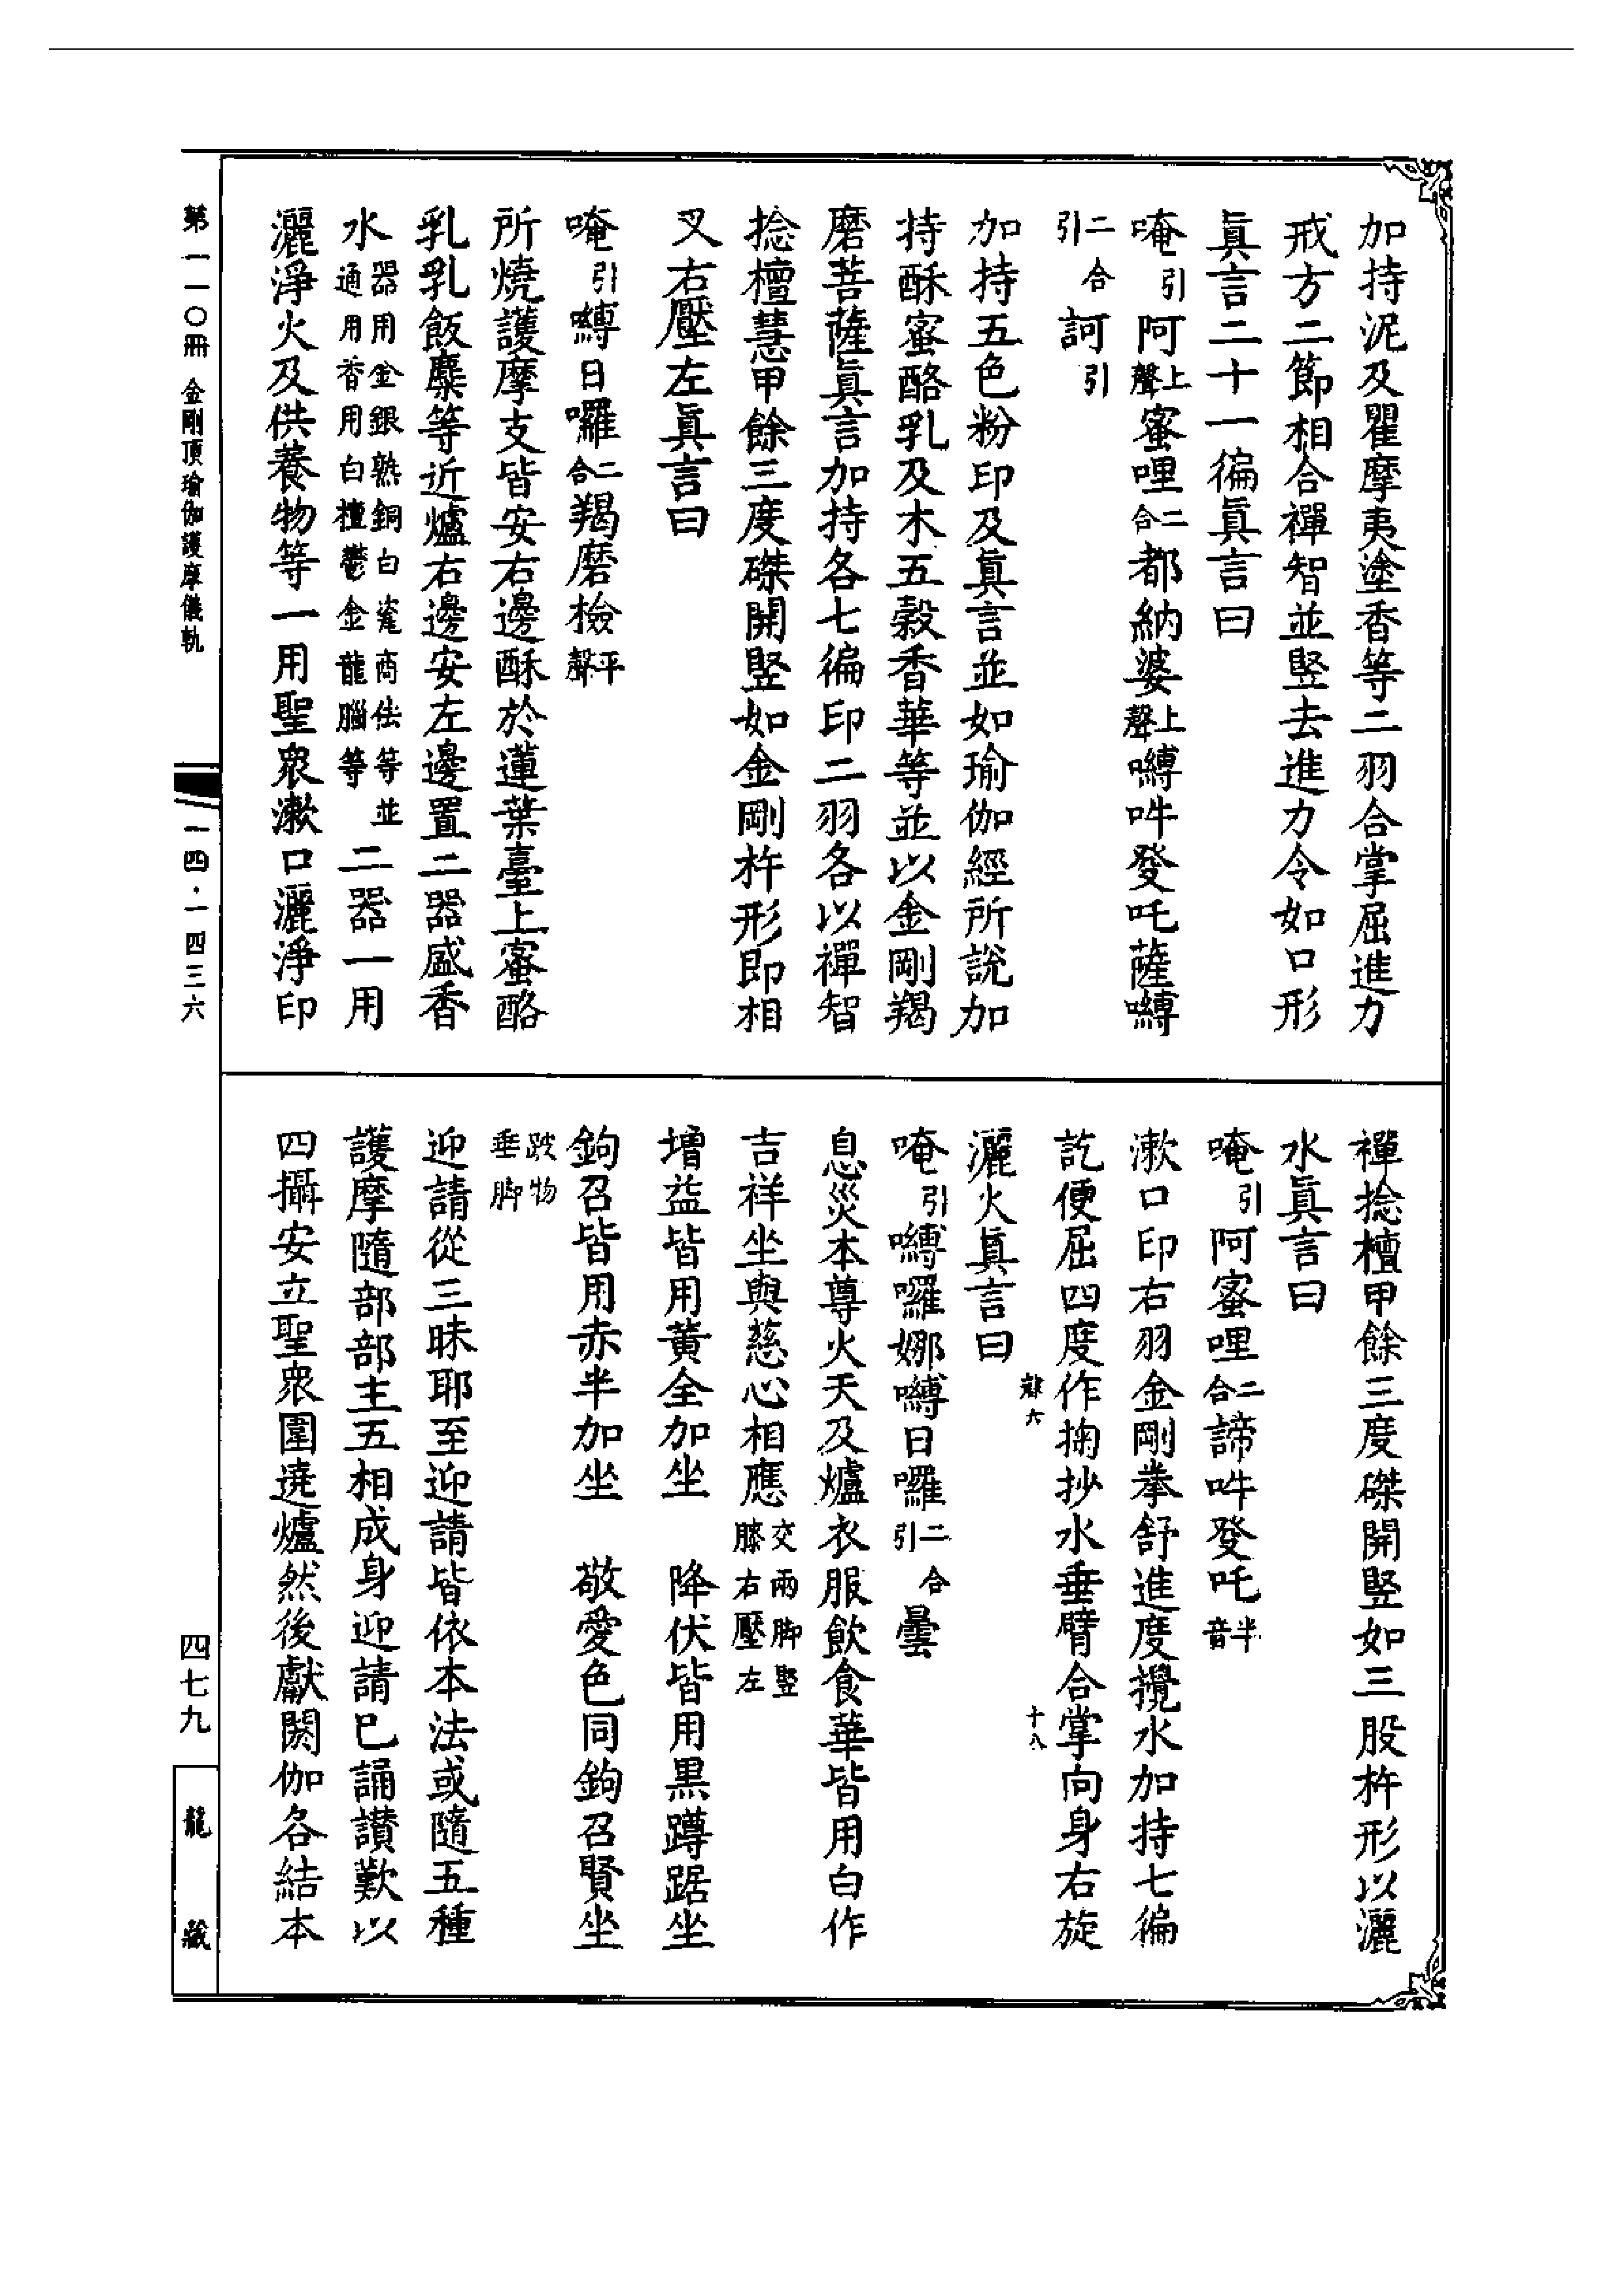 加持泥及瞿摩夷塗香等二羽合掌屈進力
戒方二節相合禪智並豎去進力令如口形
眞言二十一徧眞言曰
唵引阿上聲蜜哩二合都納婆上聲嚩吽發吒薩嚩
二合引訶引
加持五色粉印及眞言並如瑜伽經所說加
持酥蜜酪乳及木五穀香華等並以金剛羯
磨菩薩眞言加持各七徧印二羽各以禪智
捻檀慧甲餘三度磔開豎如金剛杵形即相
叉右壓左眞言曰
唵引嚩日囉二合羯磨檢平聲
所燒護摩支皆安右邊酥於蓮葉臺上蜜酪
乳乳飯麋等近爐右邊安左邊置二器盛香
水器用金銀熟銅白瓷商佉等並通用香用白檀鬱金龍腦等二器一用
灑淨火及供養物等一用聖衆漱口灑淨印
禪捻檀甲餘三度磔開豎如三股杵形以灑
水眞言曰
唵引阿蜜哩二合諦吽發吒半音
漱口印右羽金剛拳舒進度攪水加持七徧
訖便屈四度作掬抄水垂臂合掌向身右旋
灑火眞言曰
六
十八
唵引嚩囉娜嚩日囉二合引曇
息災本尊火天及爐衣服飲食華皆用白作
吉祥坐與慈心相應交兩脚豎膝右壓左
增益皆用黃全加坐　降伏皆用黑蹲踞坐
鉤召皆用赤半加坐　敬愛色同鉤召賢坐
跂物垂脚
迎請從三昧耶至迎請皆依本法或隨五種
護摩隨部部主五相成身迎請已誦讚歎以
四攝安立聖衆圍遶爐然後獻閼伽各結本
第一一〇冊　金剛頂瑜伽護摩儀軌
一四·一四三六
四七九
龍藏